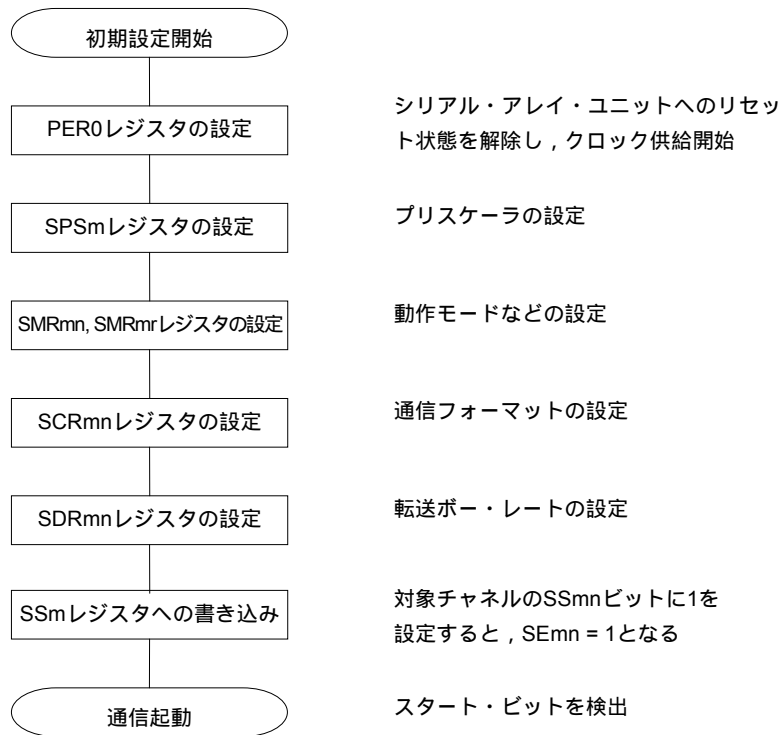 初期設定開始
PER0レジスタの設定
シリアル・アレイ・ユニットへのリセッ
ト状態を解除し，クロック供給開始
SPSmレジスタの設定
プリスケーラの設定
SMRmn, SMRmrレジスタの設定
動作モードなどの設定
SCRmnレジスタの設定
通信フォーマットの設定
SDRmnレジスタの設定
転送ボー・レートの設定
SSmレジスタへの書き込み
対象チャネルのSSmnビットに1を
設定すると，SEmn = 1となる
通信起動
スタート・ビットを検出